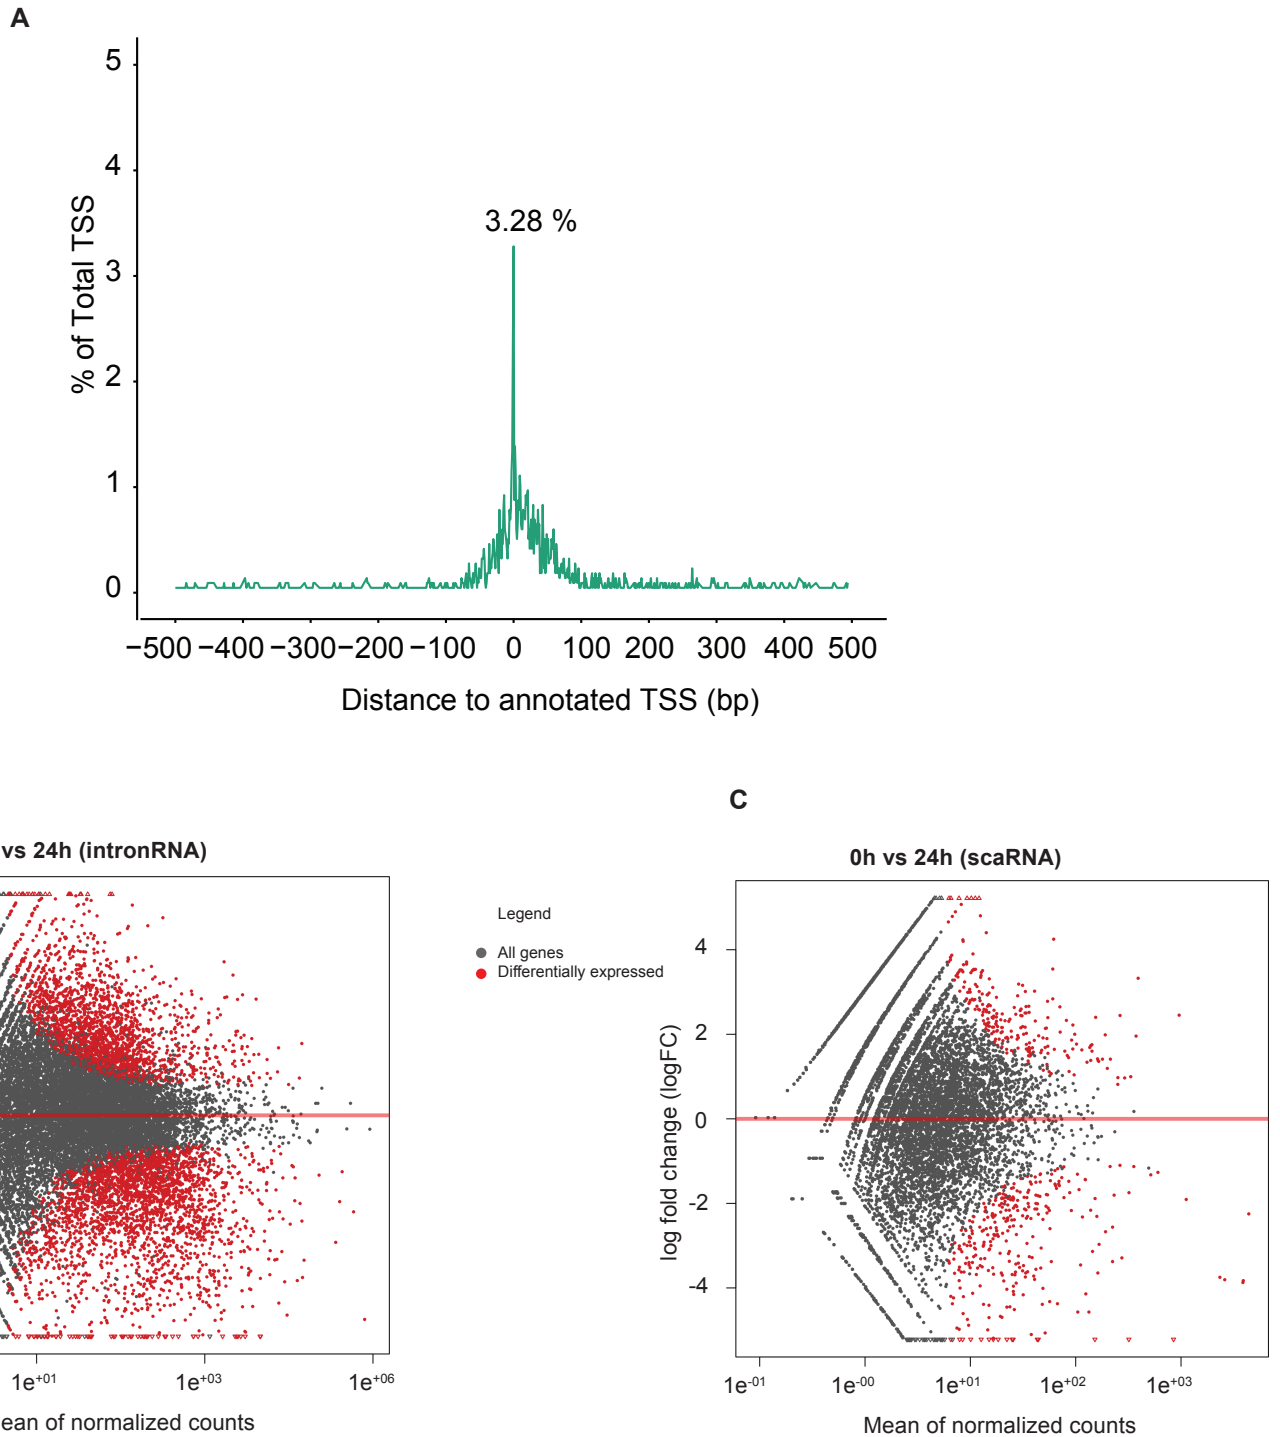 A
5
4
3
2
1
0
% of Total TSS
3.28 %
−500 −400 −300 −200 −100 0 100 200 300 400 500
Distance to annotated TSS (bp)
vs 24h (intronRNA)
1e+01 1e+03 1e+06
ean of normalized counts
Legend
All genes
Differentially expressed
C
0h vs 24h (scaRNA)
4
2
0
-2
-4
log fold change (logFC)
1e-01 1e-00 1e+01 1e+02 1e+03
Mean of normalized counts